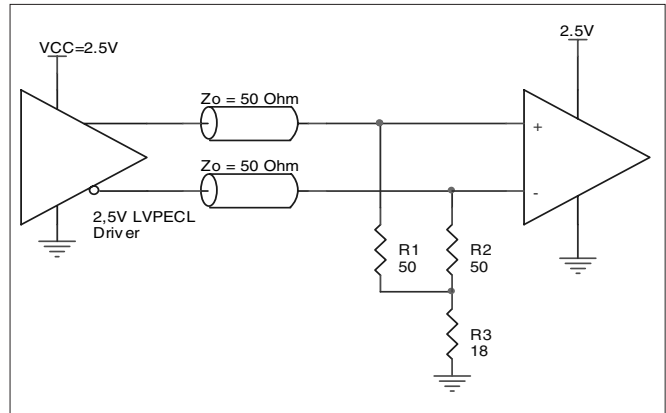 VCC=2.5V
2.5V
Zo = 50 Ohm
+
Zo = 50 Ohm
-
2,5V LVPECL
Driver
R1
50
R2
50
R3
18